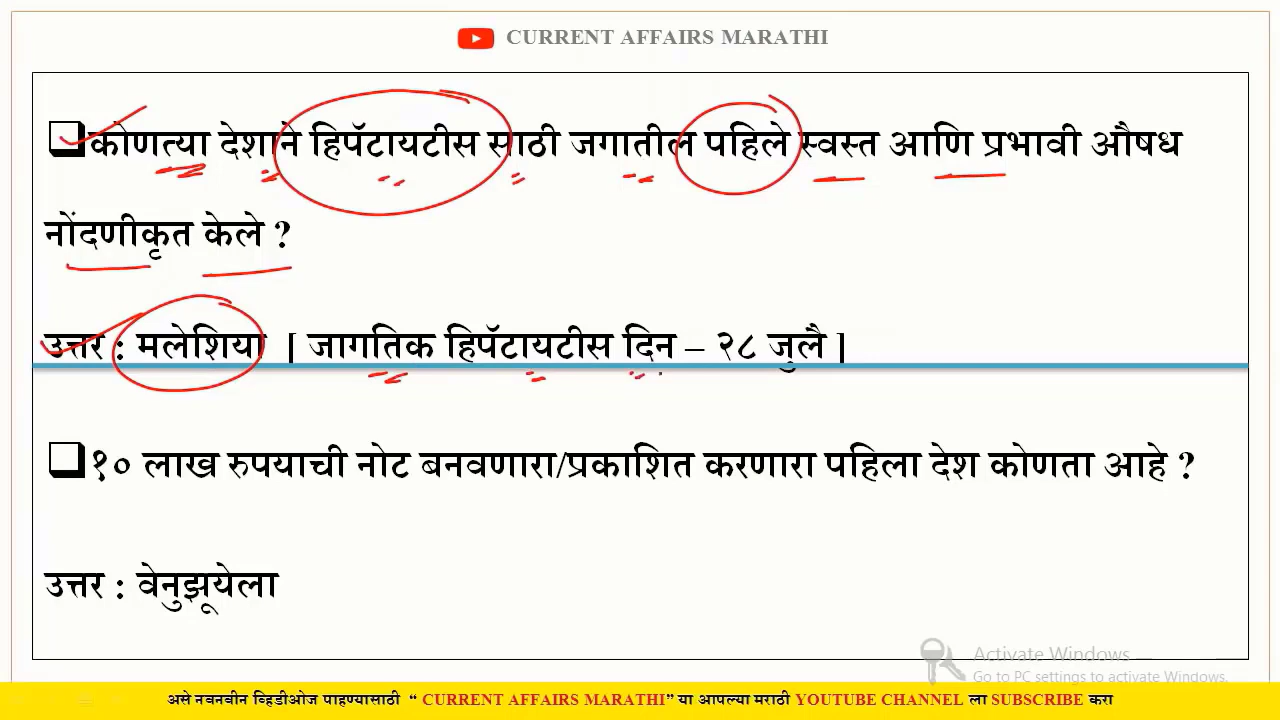 CURRENT AFFAIRS MARATHI
कोणत्या देशाने हिपॅटायटीस साठी जगातील पहिले स्वस्त आणि प्रभावी औषध
नोंदणीकृत केले ?
उत्तर : मलेशिया [ जागतिक हिपॅटायटीस दिन – २८ जुलै ]
१० लाख रुपयाची नोट बनवणारा/प्रकाशित करणारा पहिला देश कोणता आहे ?
उत्तर : वेनुझूयेला
Activate Windows
Go to PC settings to activate Windows.
असे नवनवीन व्हिडीओज पाहण्यासाठी “ CURRENT AFFAIRS MARATHI” या आपल्या मराठी YOUTUBE CHANNEL ला SUBSCRIBE करा